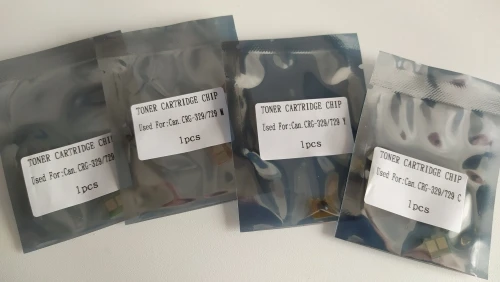 TONER CARTRIDGE CHIP
Used For:Can.CRG-329/729
1pcs
TONER CARTRIDGE CHIP
Used For:Can.CRG-329/729 M
1pcs
TONER CARTRIDGE CHIP
Used For:Can.CRG-329/729 Y
1pcs
TONER CARTRIDGE CHIP
Used For:Can.CRG-329/729 C
1pcs